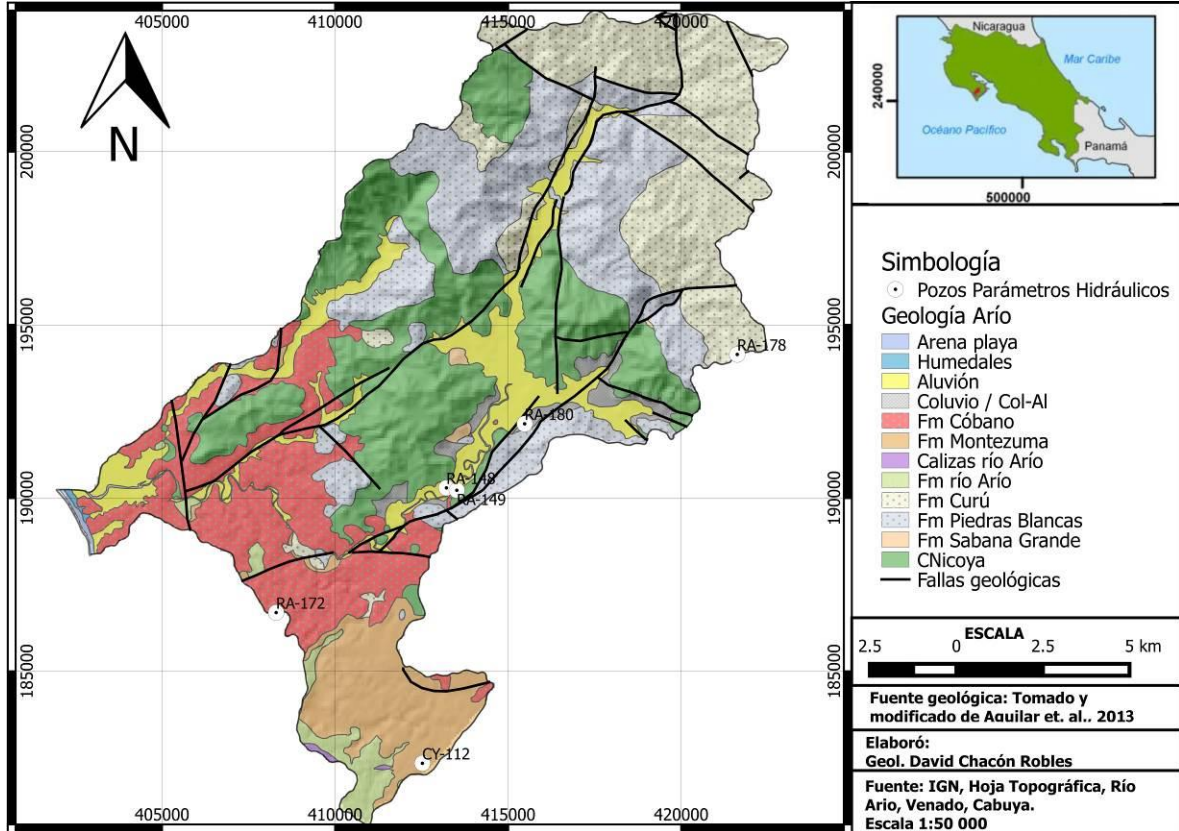 405000
410000
415000
420000
N
200000
195000
190000
185000
RA-178
RA-180
RA-148
RA-149
RA-172
CY-112
200000
195000
190000
185000
405000
410000
415000
420000
Nicaragua
Mar Caribe
Océano Pacífico
Panamá
240000
500000
Simbología
Pozos Parámetros Hidráulicos
Geología Arío
Arena playa
Humedales
Aluvión
Coluvio / Col-Al
Fm Cóbano
Fm Montezuma
Calizas río Arío
Fm río Arío
Fm Curú
Fm Piedras Blancas
Fm Sabana Grande
CNicoya
Fallas geológicas
ESCALA
2.5 0 2.5 5 km
Fuente geológica: Tomado y
modificado de Aguilar et. al.. 2013
Elaboró:
Geol. David Chacón Robles
Fuente: IGN, Hoja Topográfica, Río
Ario, Venado, Cabuya.
Escala 1:50 000